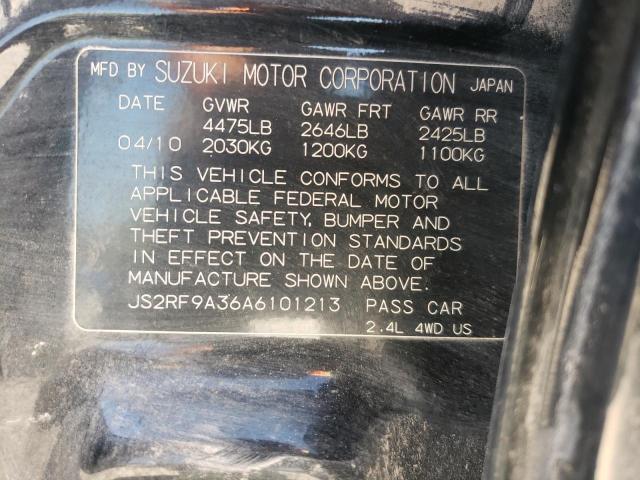 MFD BY SUZUKI MOTOR CORPORATION JAPAN
DATE GVWR GAWR FRT GAWR RR
4475LB 2646LB 2425LB
04/10 2030KG 1200KG 1100KG
THIS VEHICLE CONFORMS TO ALL
APPLICABLE FEDERAL MOTOR
VEHICLE SAFETY, BUMPER AND
THEFT PREVENTION STANDARDS
IN EFFECT ON THE DATE OF
MANUFACTURE SHOWN ABOVE.
JS2RF9A36A6101213 PASS CAR
2.4L 4WD US